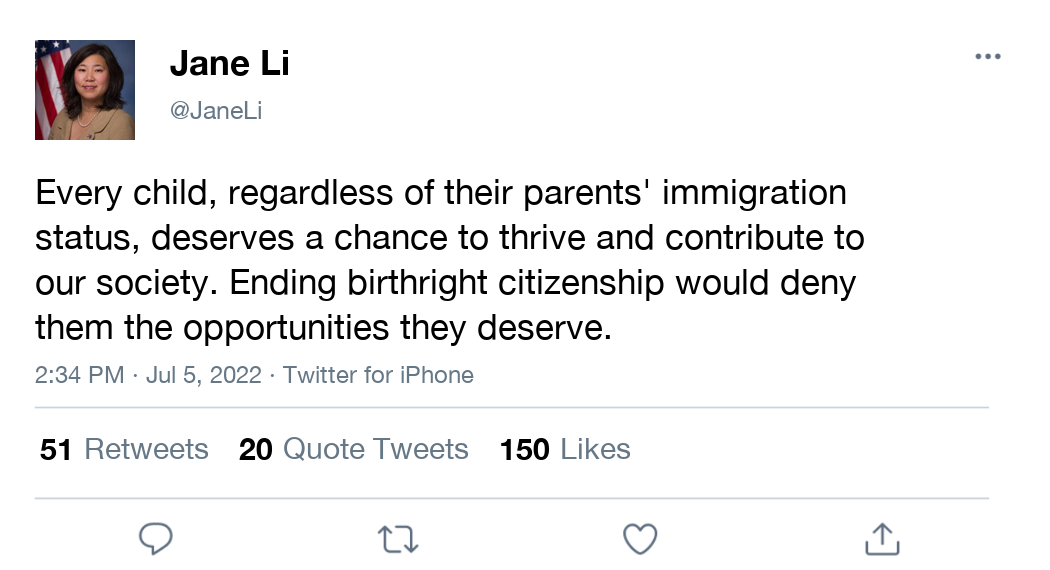 Jane Li
@JaneLi
Every child, regardless of their parents' immigration
status, deserves a chance to thrive and contribute to
our society. Ending birthright citizenship would deny
them the opportunities they deserve.
2:34 PM · Jul 5, 2022 · Twitter for iPhone
51 Retweets 20 Quote Tweets 150 Likes